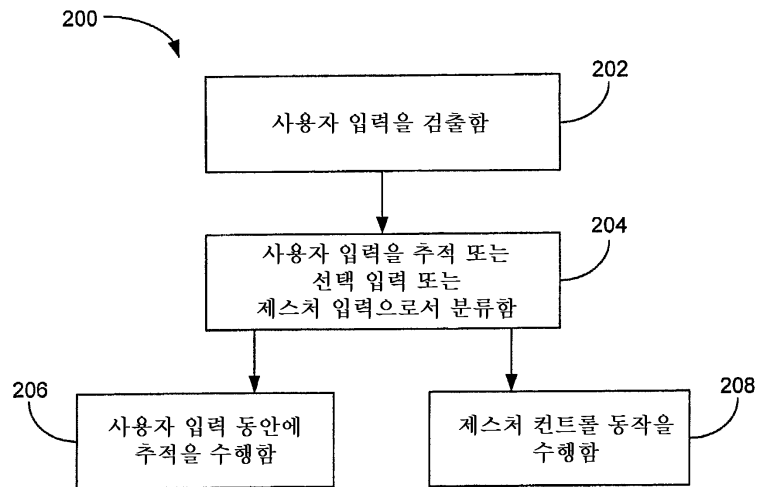 200
202
사용자 입력을 검출함
204
사용자 입력을 추적 또는
선택 입력 또는
제스처 입력으로서 분류함
206
사용자 입력 동안에
추적을 수행함
208
제스처 컨트롤 동작을
수행함